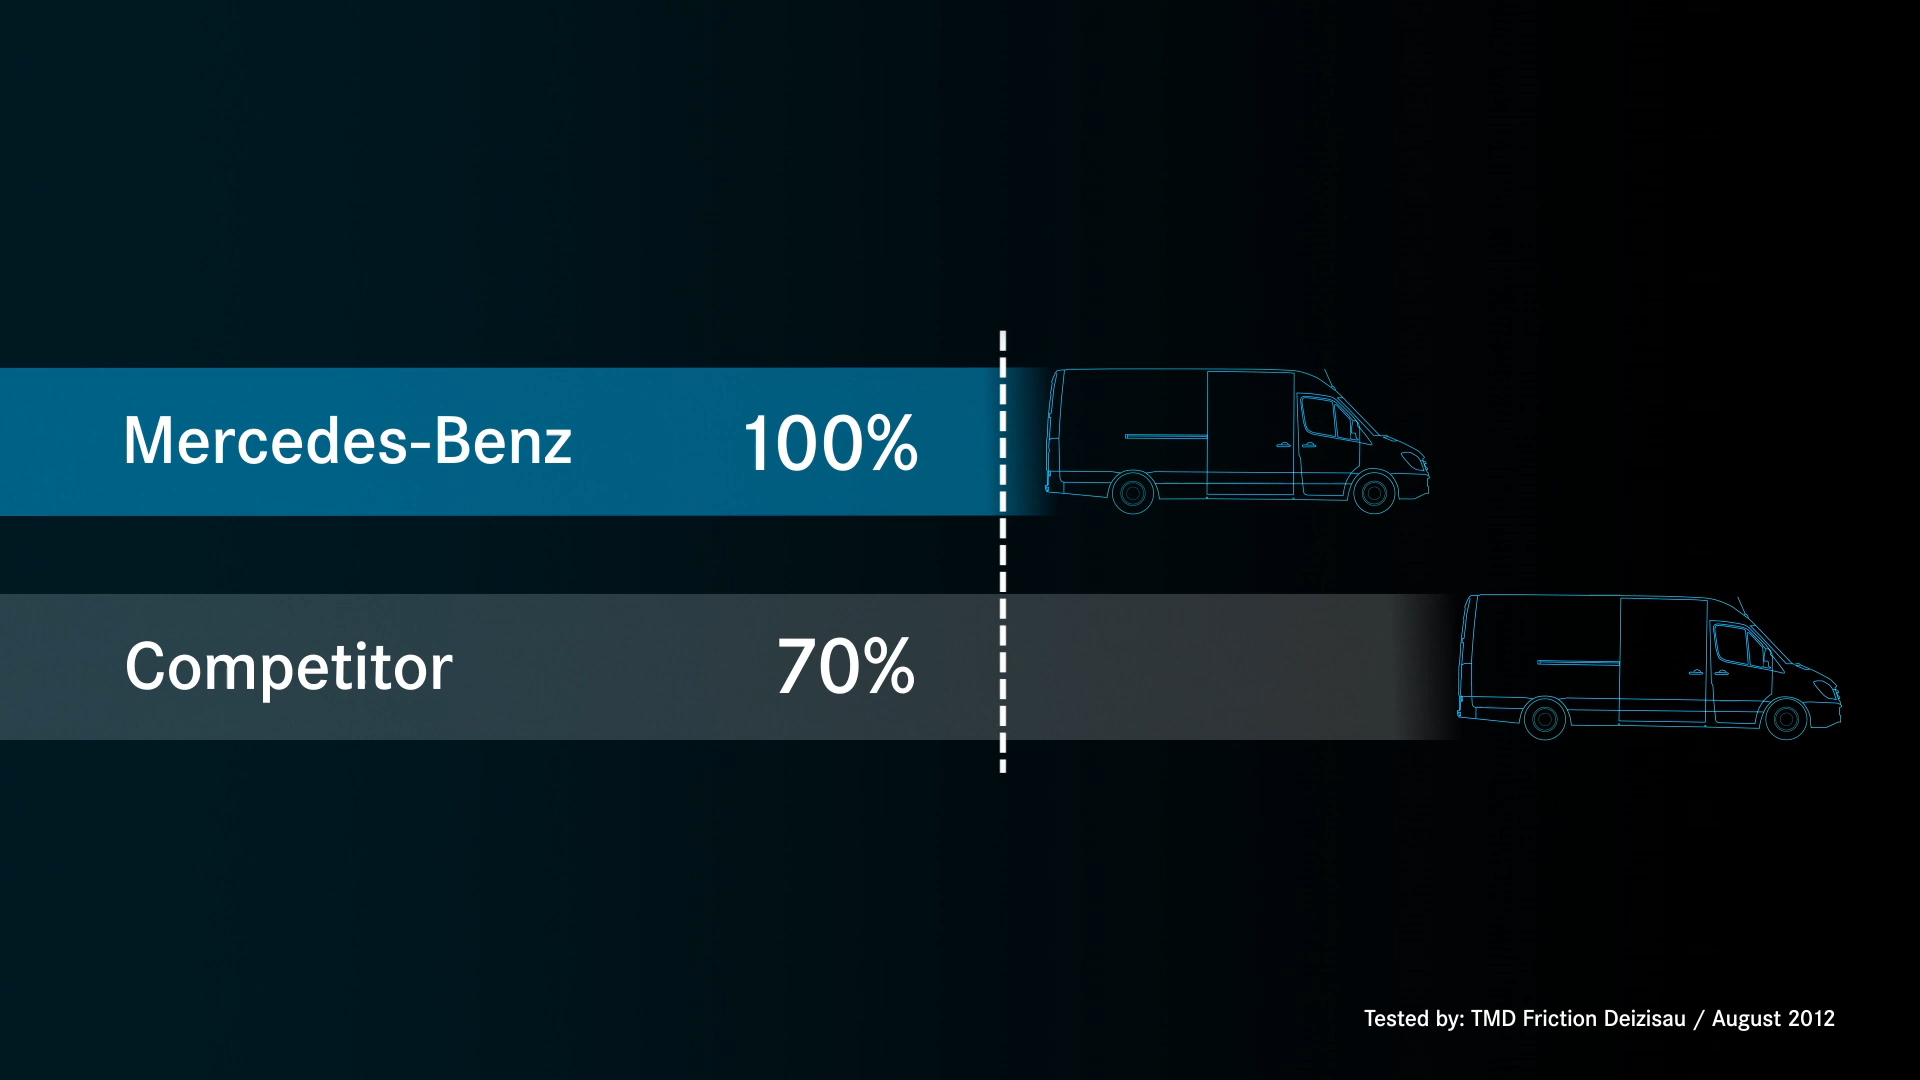 Mercedes-Benz 100%
Competitor 70%
Tested by: TMD Friction Deizisau / August 2012